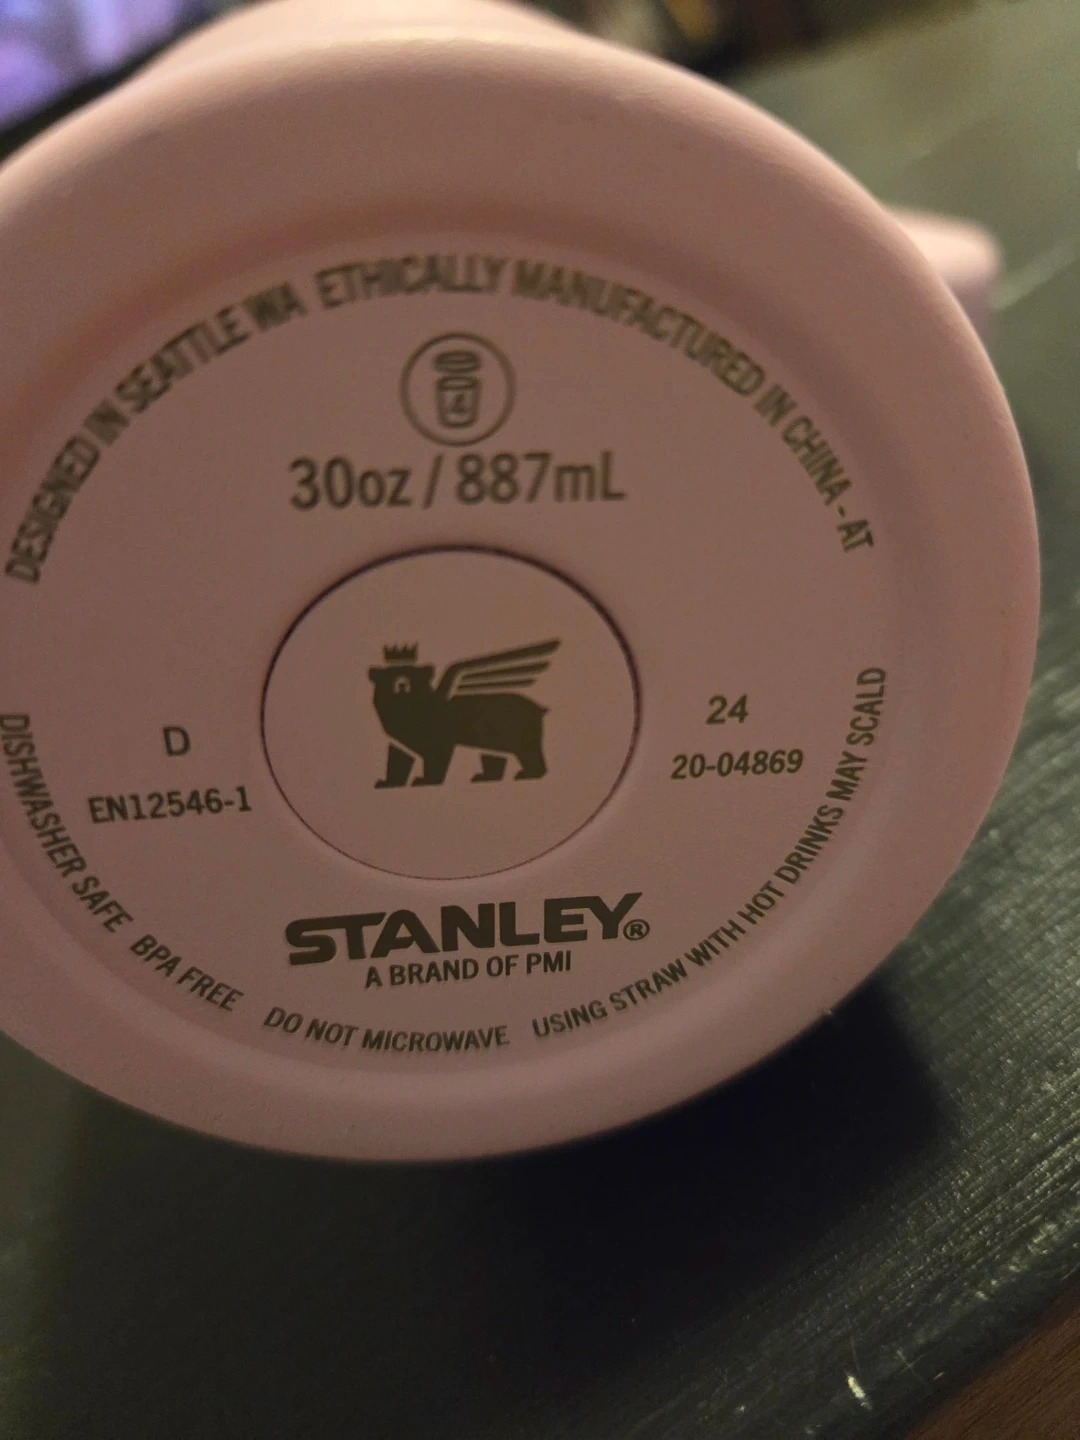 DESIGNED IN SEATTLE WA ETHICALLY MANUFACTURED IN CHINA - AT
30oz / 887mL
D
EN12546-1
24
20-04869
STANLEY®
A BRAND OF PMI
DISHWASHER SAFE BPA FREE DO NOT MICROWAVE USING STRAW WITH HOT DRINKS MAY SCALD